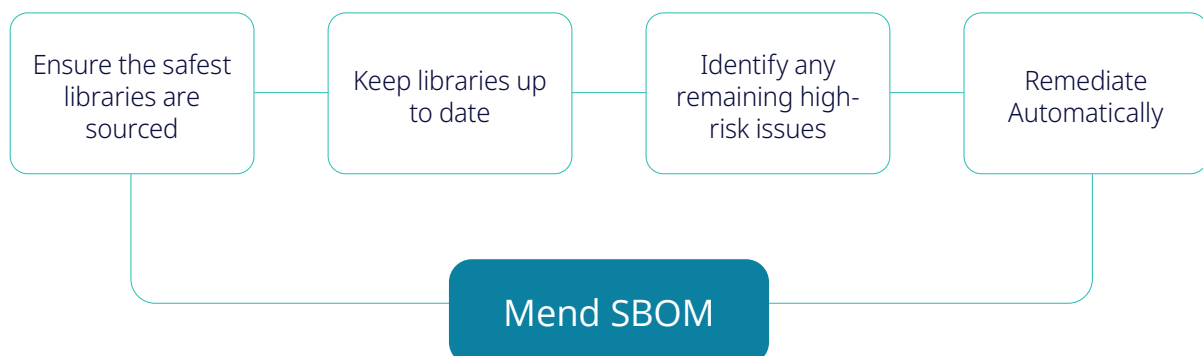 Ensure the safest
libraries are
sourced
Keep libraries up
to date
Identify any
remaining high-
risk issues
Remediate
Automatically
Mend SBOM